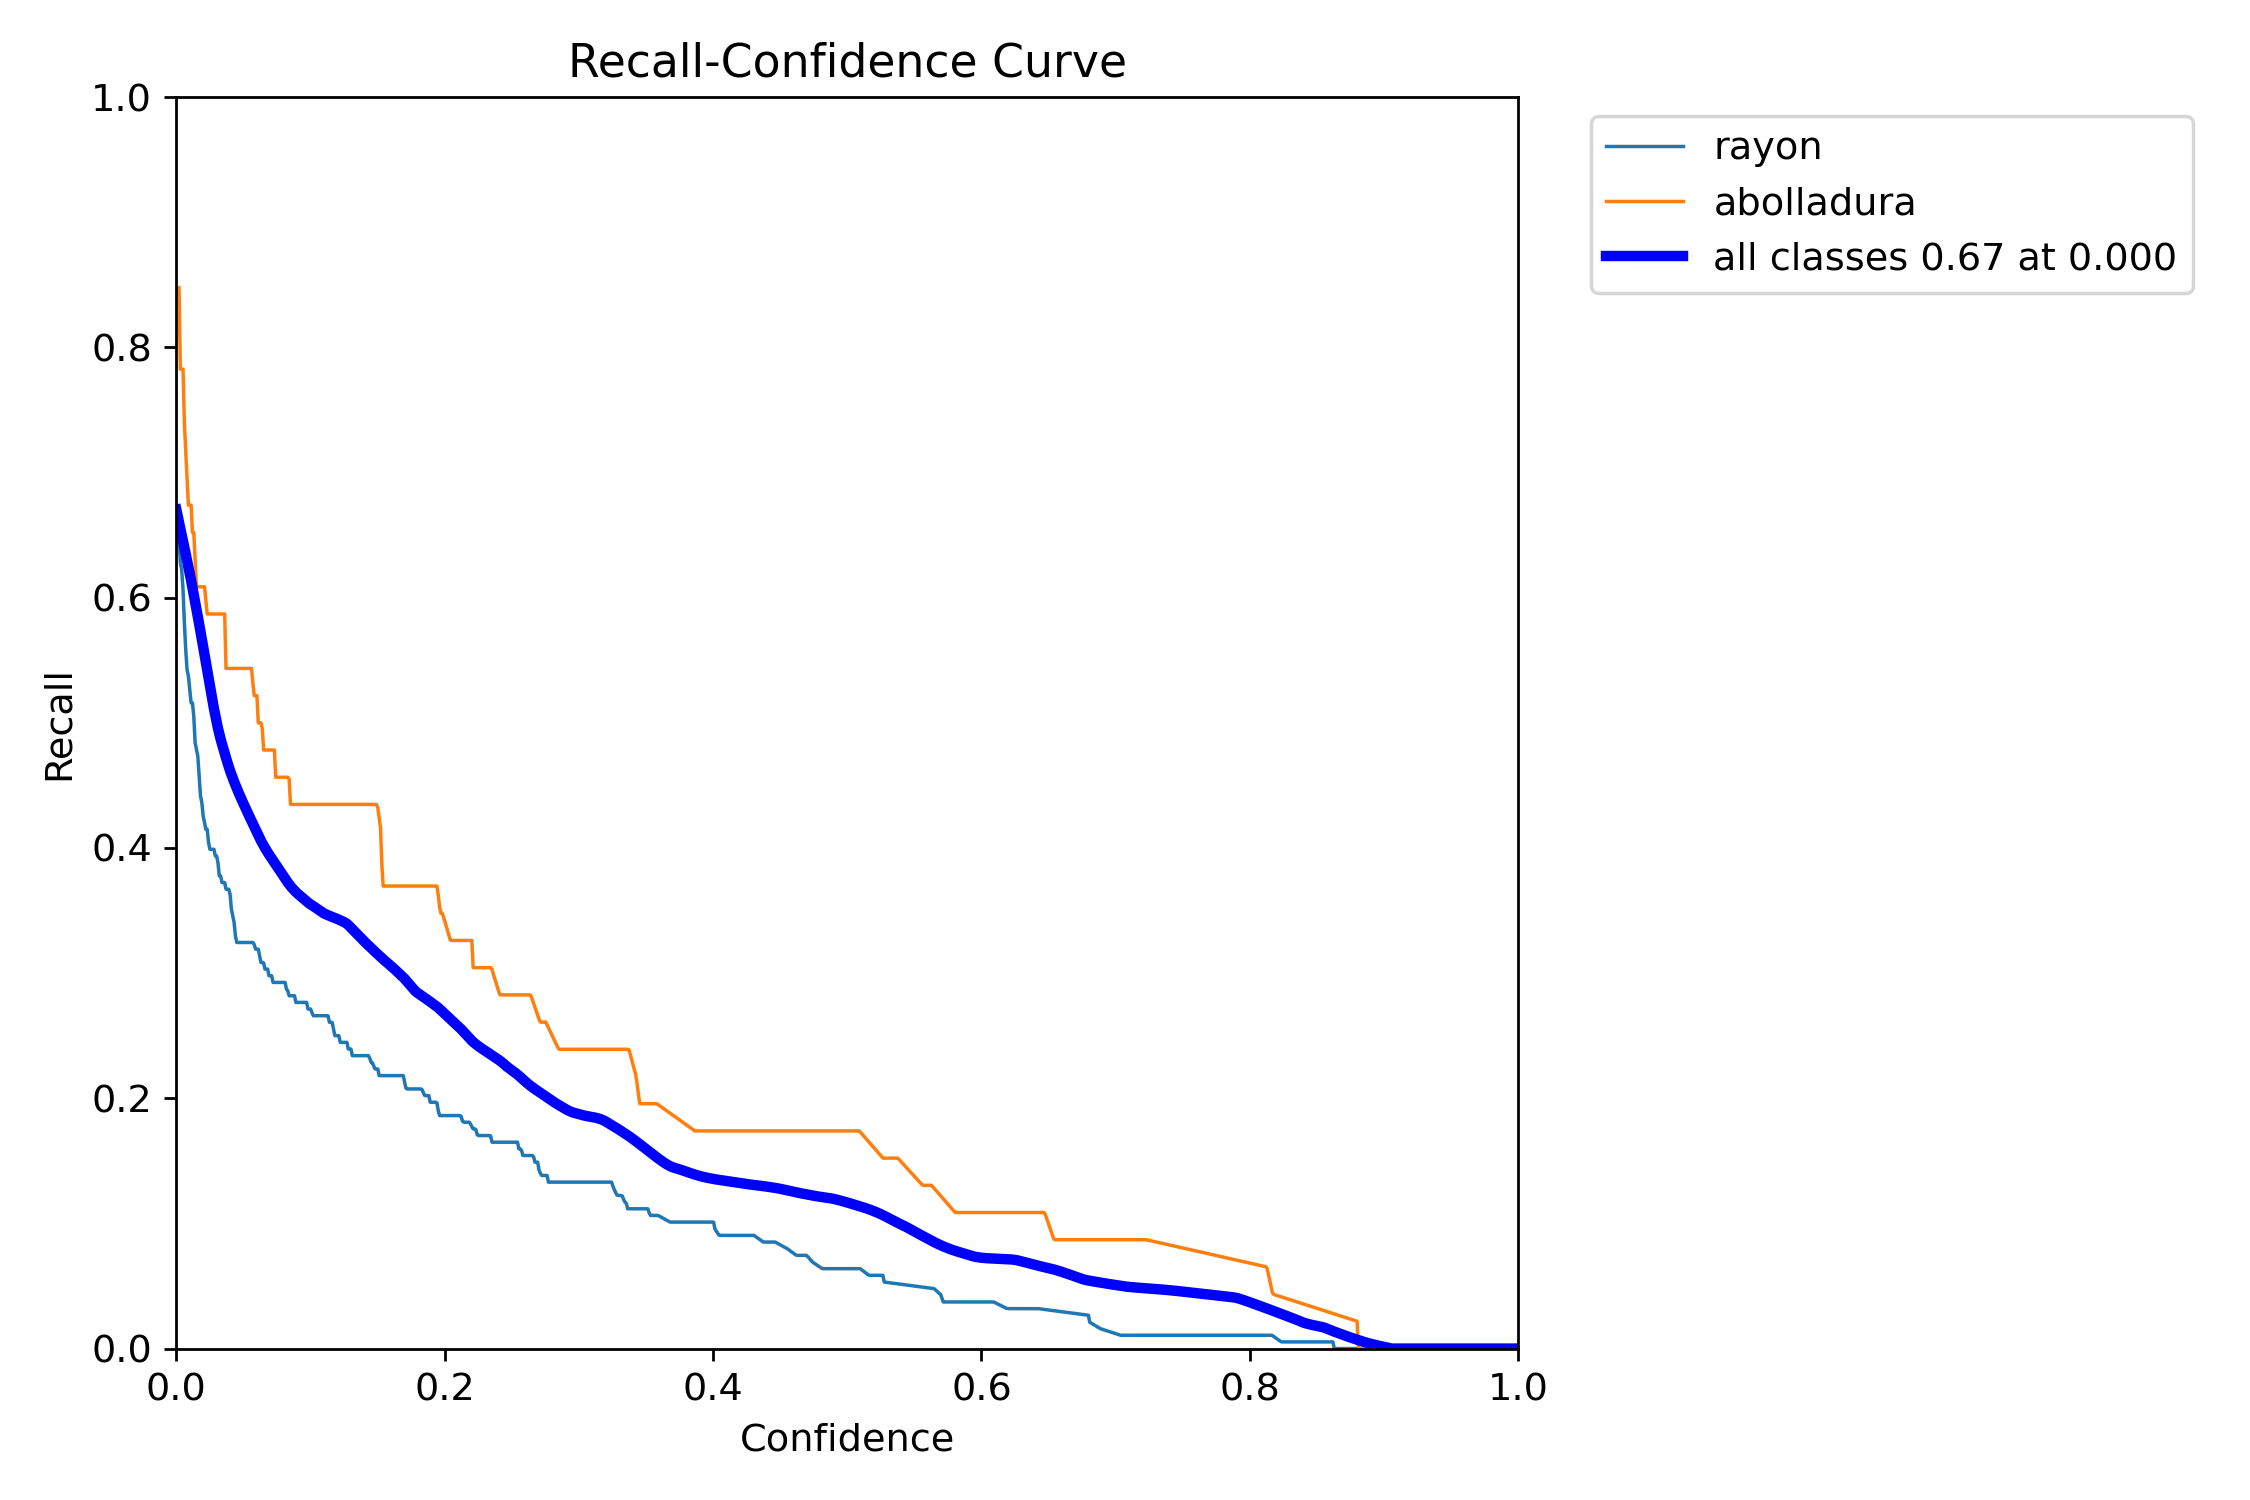 Recall-Confidence Curve
1.0
0.8
0.6
0.4
0.2
0.0
Recall
0.0 0.2 0.4 0.6 0.8 1.0
Confidence
rayon
abolladura
all classes 0.67 at 0.000